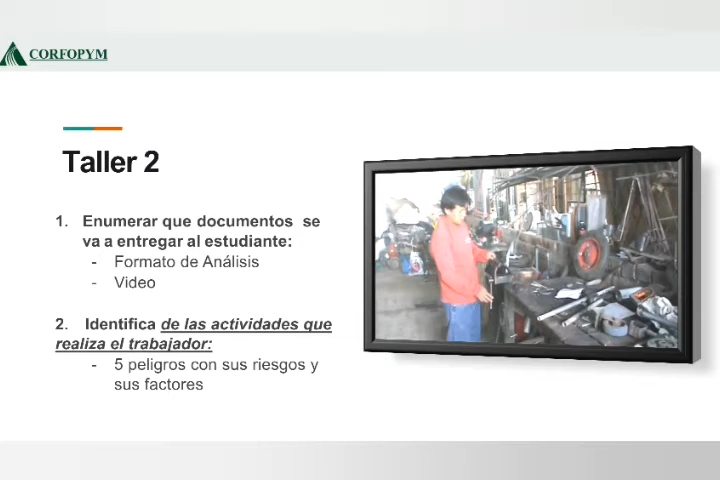 CORFOPYM
Taller 2
1. Enumerar que documentos se
va a entregar al estudiante:
- Formato de Análisis
- Video
2. Identifica de las actividades que
realiza el trabajador:
- 5 peligros con sus riesgos y
sus factores